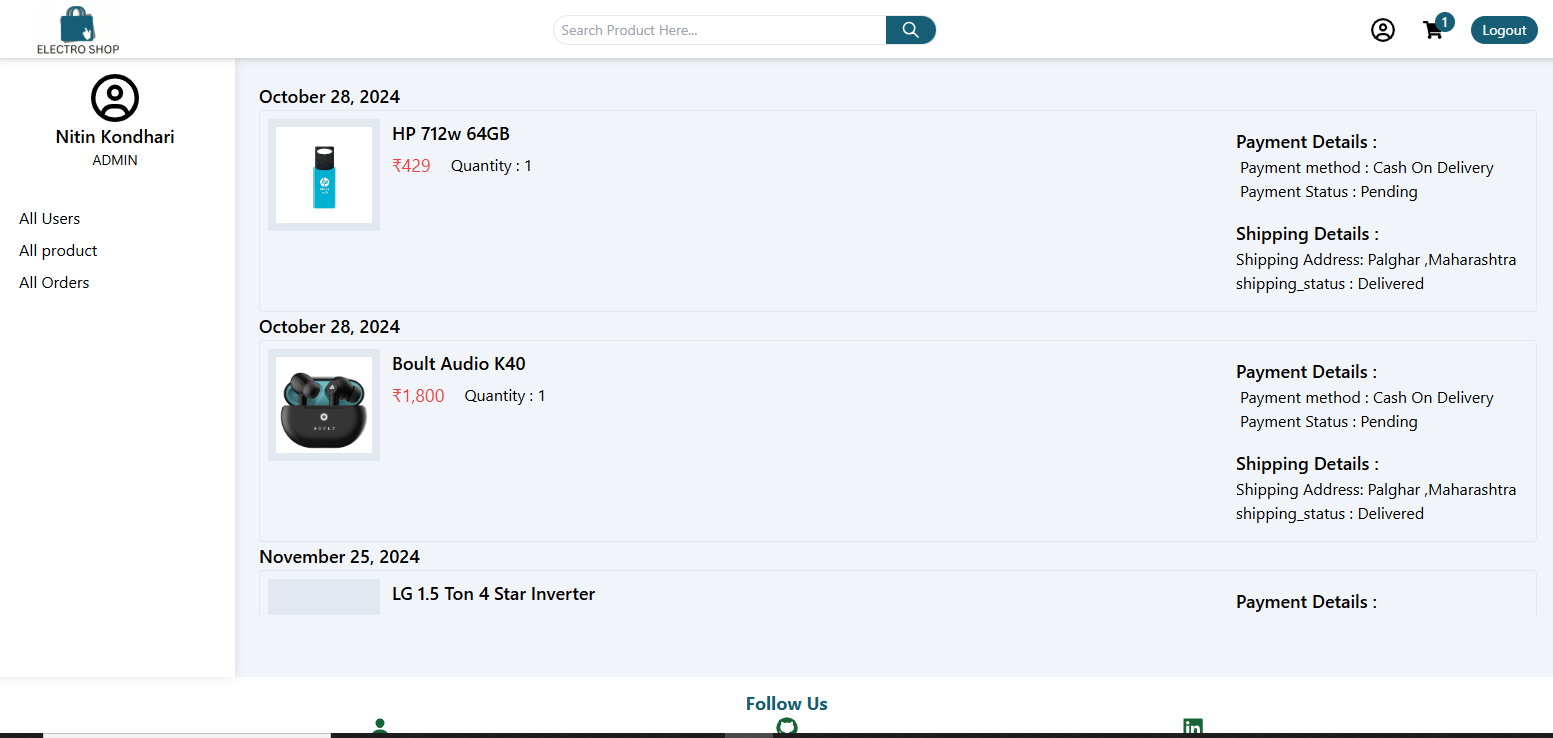 ELECTRO SHOP
Search Product Here...
1
Logout
Nitin Kondhari
ADMIN
All Users
All product
All Orders
October 28, 2024
HP 712w 64GB
₹429 Quantity : 1
Payment Details :
Payment method : Cash On Delivery
Payment Status : Pending
Shipping Details :
Shipping Address: Palghar ,Maharashtra
shipping_status : Delivered
October 28, 2024
BOULT
Boult Audio K40
₹1,800 Quantity : 1
Payment Details :
Payment method : Cash On Delivery
Payment Status : Pending
Shipping Details :
Shipping Address: Palghar ,Maharashtra
shipping_status : Delivered
November 25, 2024
LG 1.5 Ton 4 Star Inverter
Payment Details :
Follow Us
in